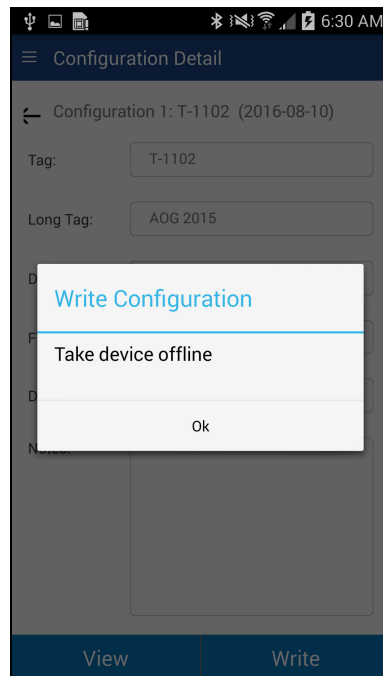 6:30 AM
Configuration Detail
Configuration 1: T-1102 (2016-08-10)
Tag: T-1102
Long Tag: AOG 2015
D
Write Configuration
F
Take device offline
D
Ok
Notes:
View Write